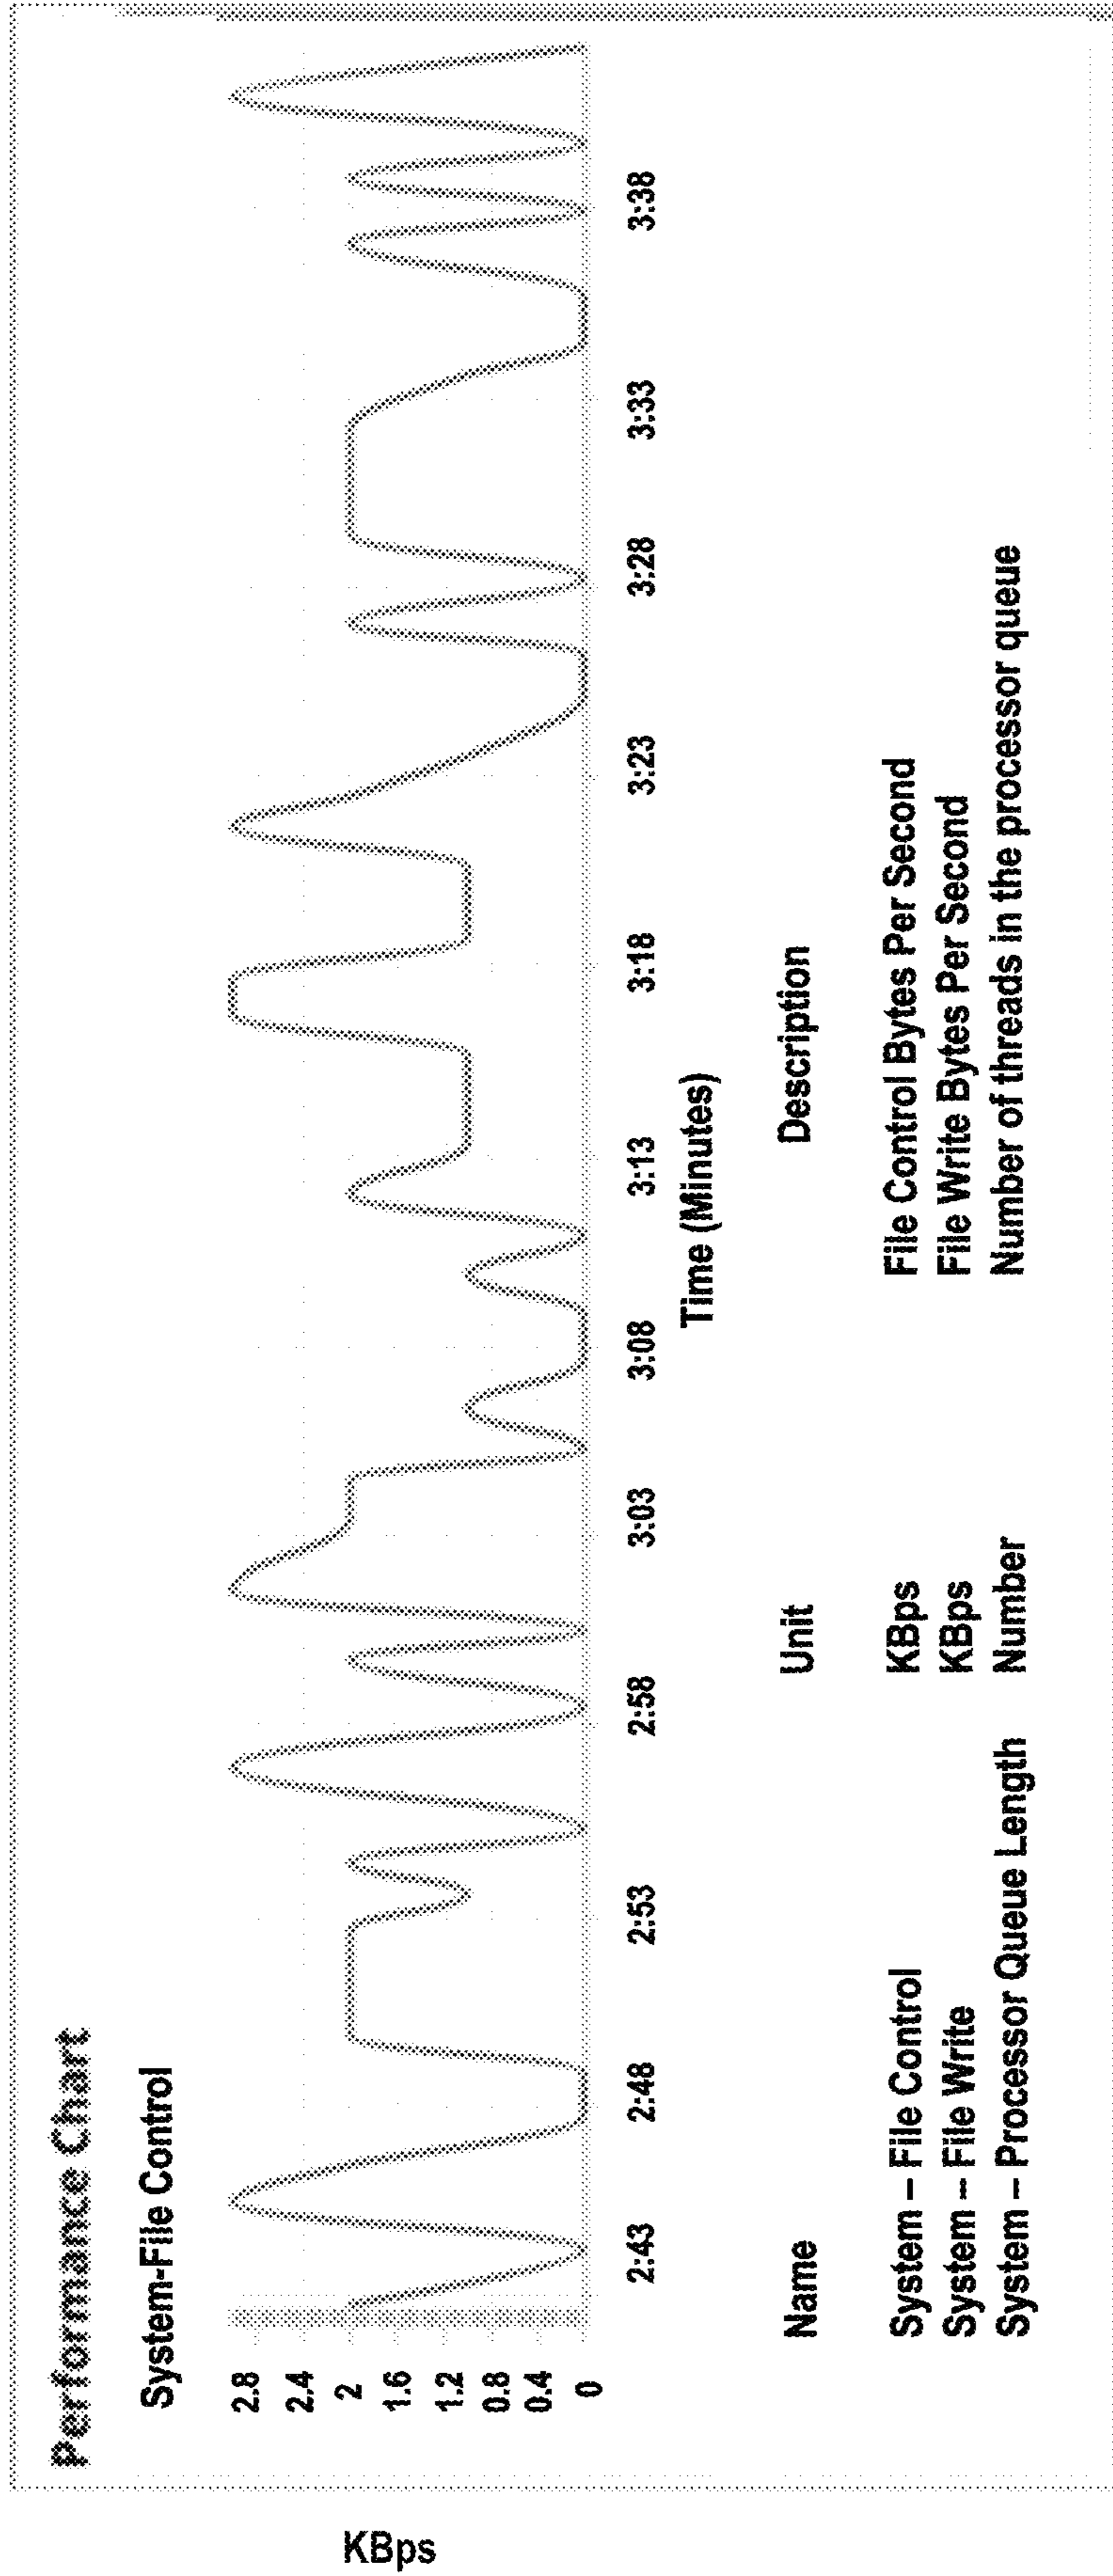 Performance Chart
System-File Control
KBps
2.8
2.4
2
1.6
1.2
0.8
0.4
0
2:43 2:48 2:53 2:58 3:03 3:08 3:13 3:18 3:23 3:28 3:33 3:38
Time (Minutes)
Name Unit Description
System – File Control KBps File Control Bytes Per Second
System -- File Write KBps File Write Bytes Per Second
System – Processor Queue Length Number Number of threads in the processor queue